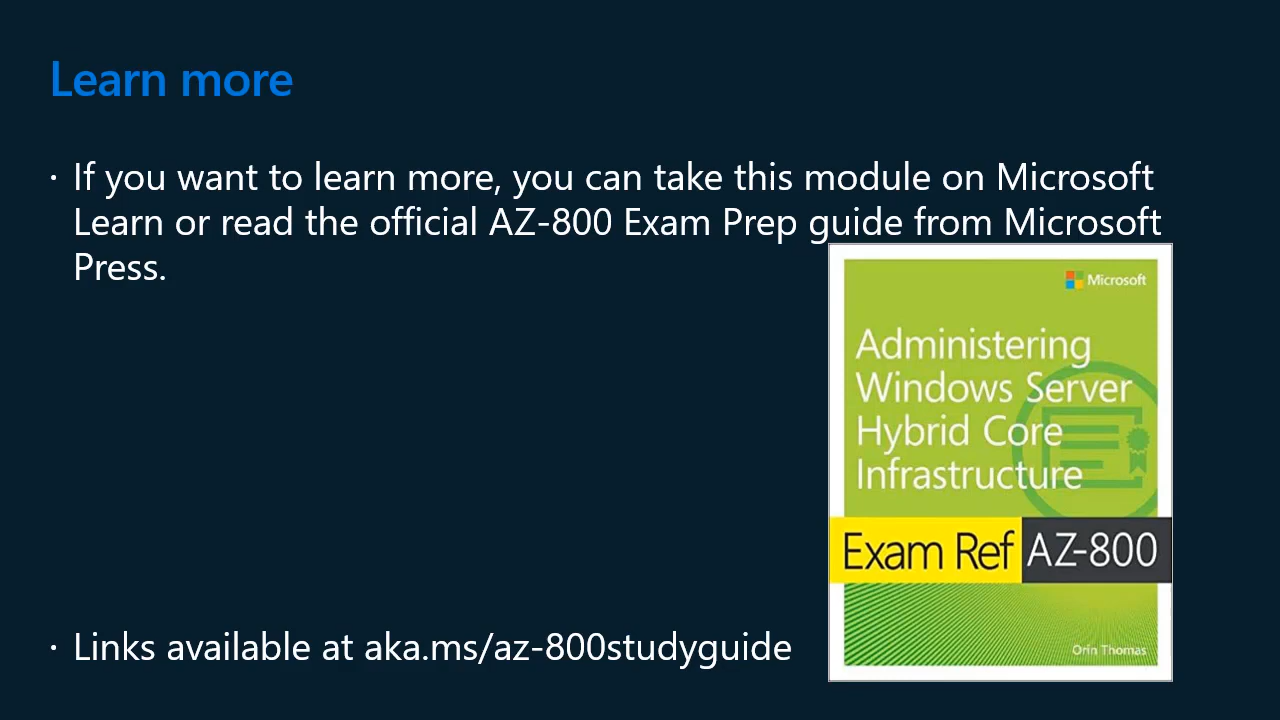 Learn more
· If you want to learn more, you can take this module on Microsoft
Learn or read the official AZ-800 Exam Prep guide from Microsoft
Press.
Microsoft
Administering
Windows Server
Hybrid Core
Infrastructure
Exam Ref AZ-800
Orin Thomas
· Links available at aka.ms/az-800studyguide